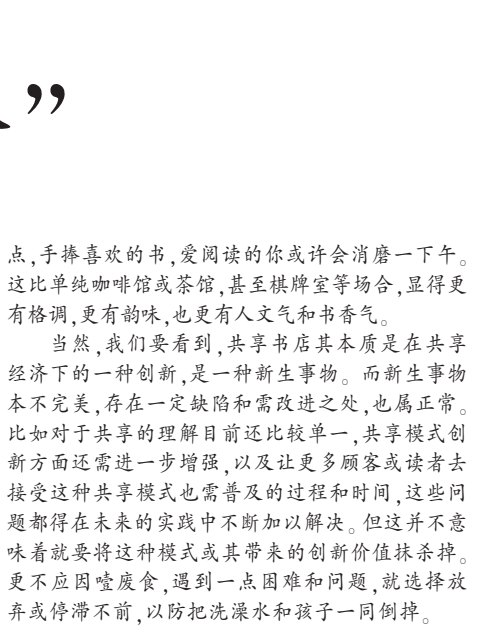 ”
点,手捧喜欢的书,爱阅读的你或许会消磨一下午。
这比单纯咖啡馆或茶馆,甚至棋牌室等场合,显得更
有格调,更有韵味,也更有人文气和书香气。
当然,我们要看到,共享书店其本质是在共享
经济下的一种创新,是一种新生事物。而新生事物
本不完美,存在一定缺陷和需改进之处,也属正常。
比如对于共享的理解目前还比较单一,共享模式创
新方面还需进一步增强,以及让更多顾客或读者去
接受这种共享模式也需普及的过程和时间,这些问
题都得在未来的实践中不断加以解决。但这并不意
味着就要将这种模式或其带来的创新价值抹杀掉。
更不应因噎废食,遇到一点困难和问题,就选择放
弃或停滞不前,以防把洗澡水和孩子一同倒掉。